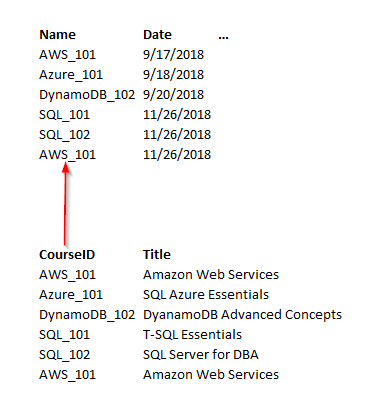 Name Date ...
AWS_101 9/17/2018
Azure_101 9/18/2018
DynamoDB_102 9/20/2018
SQL_101 11/26/2018
SQL_102 11/26/2018
AWS_101 11/26/2018
CourseID Title
AWS_101 Amazon Web Services
Azure_101 SQL Azure Essentials
DynamoDB_102 DyanamoDB Advanced Concepts
SQL_101 T-SQL Essentials
SQL_102 SQL Server for DBA
AWS_101 Amazon Web Services